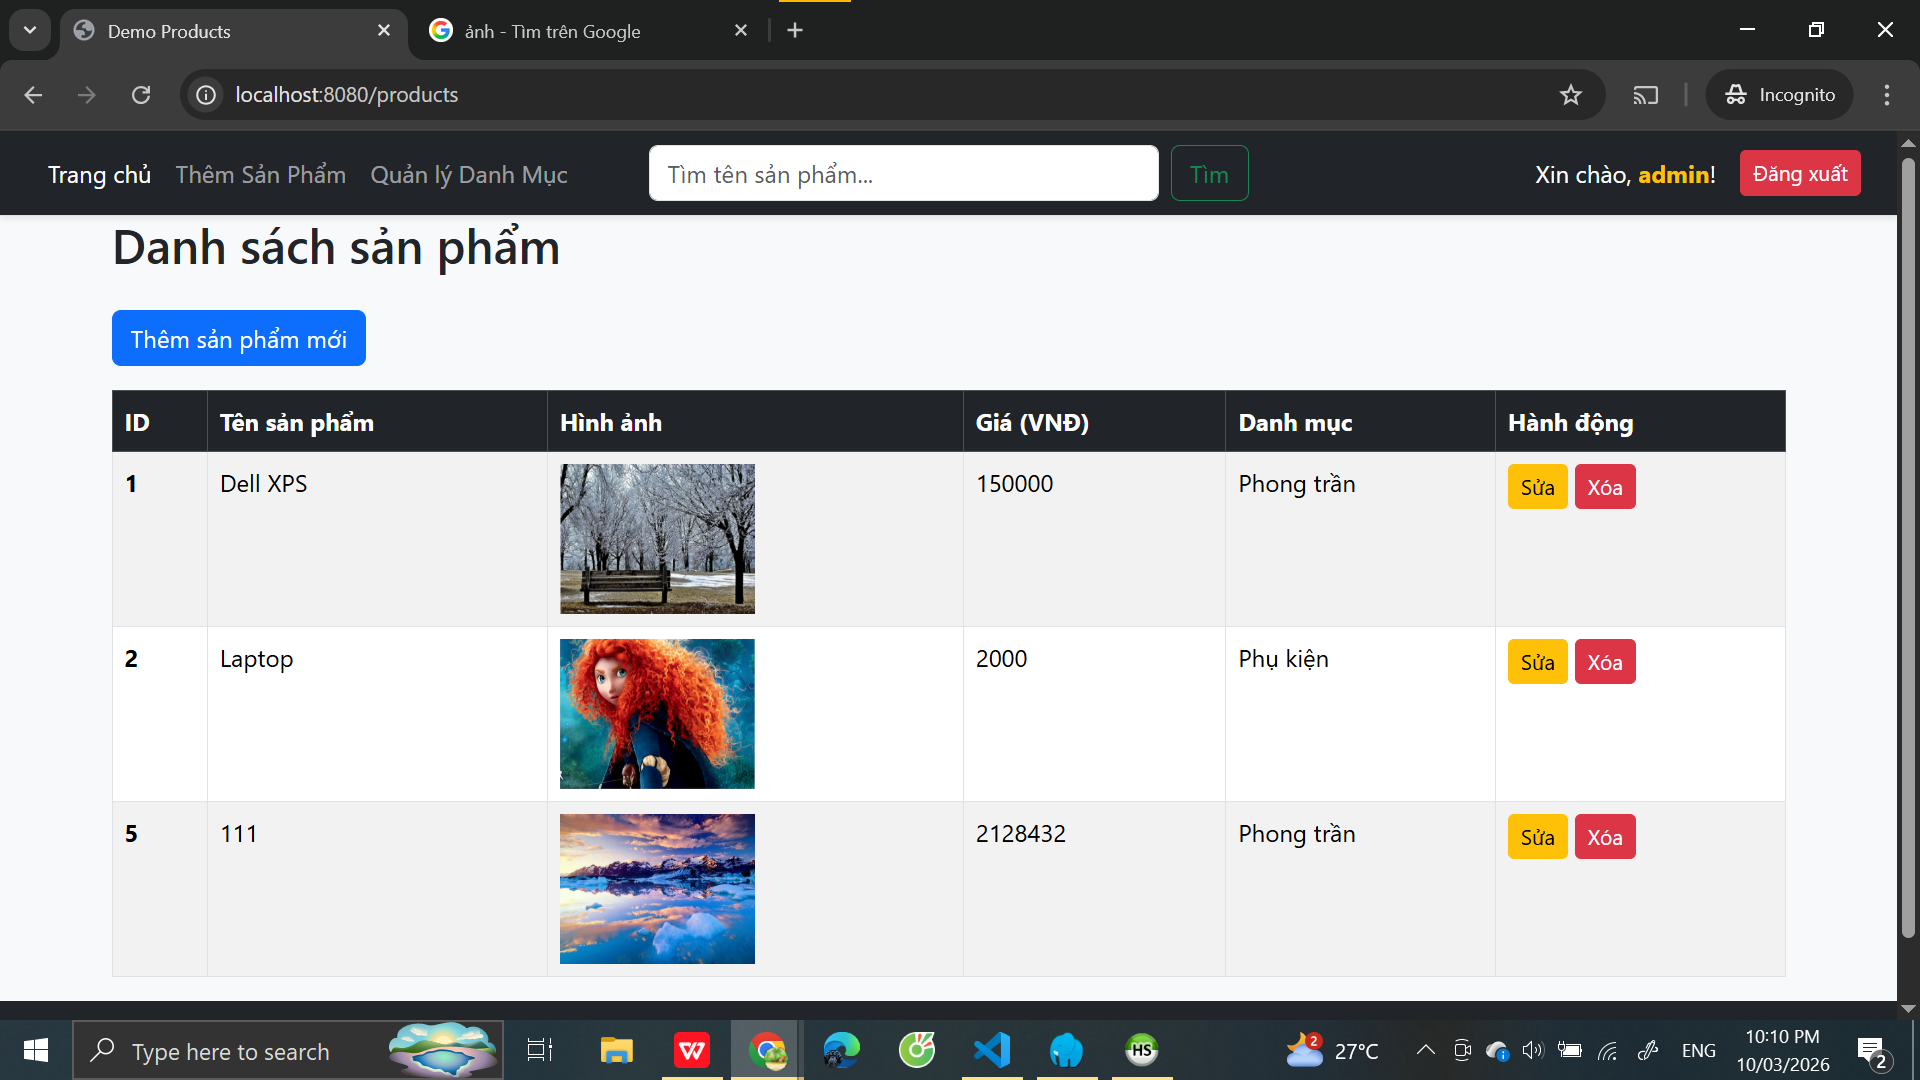 Demo Products
ảnh - Tìm trên Google
localhost:8080/products
Incognito
Trang chủ Thêm Sản Phẩm Quản lý Danh Mục Tìm tên sản phẩm... Tìm Xin chào, admin! Đăng xuất
Danh sách sản phẩm
Thêm sản phẩm mới
ID Tên sản phẩm Hình ảnh Giá (VNĐ) Danh mục Hành động
1 Dell XPS 150000 Phong trần Sửa Xóa
2 Laptop 2000 Phụ kiện Sửa Xóa
5 111 2128432 Phong trần Sửa Xóa
Type here to search
W
HS
2
27°C
ENG
10:10 PM
10/03/2026
2